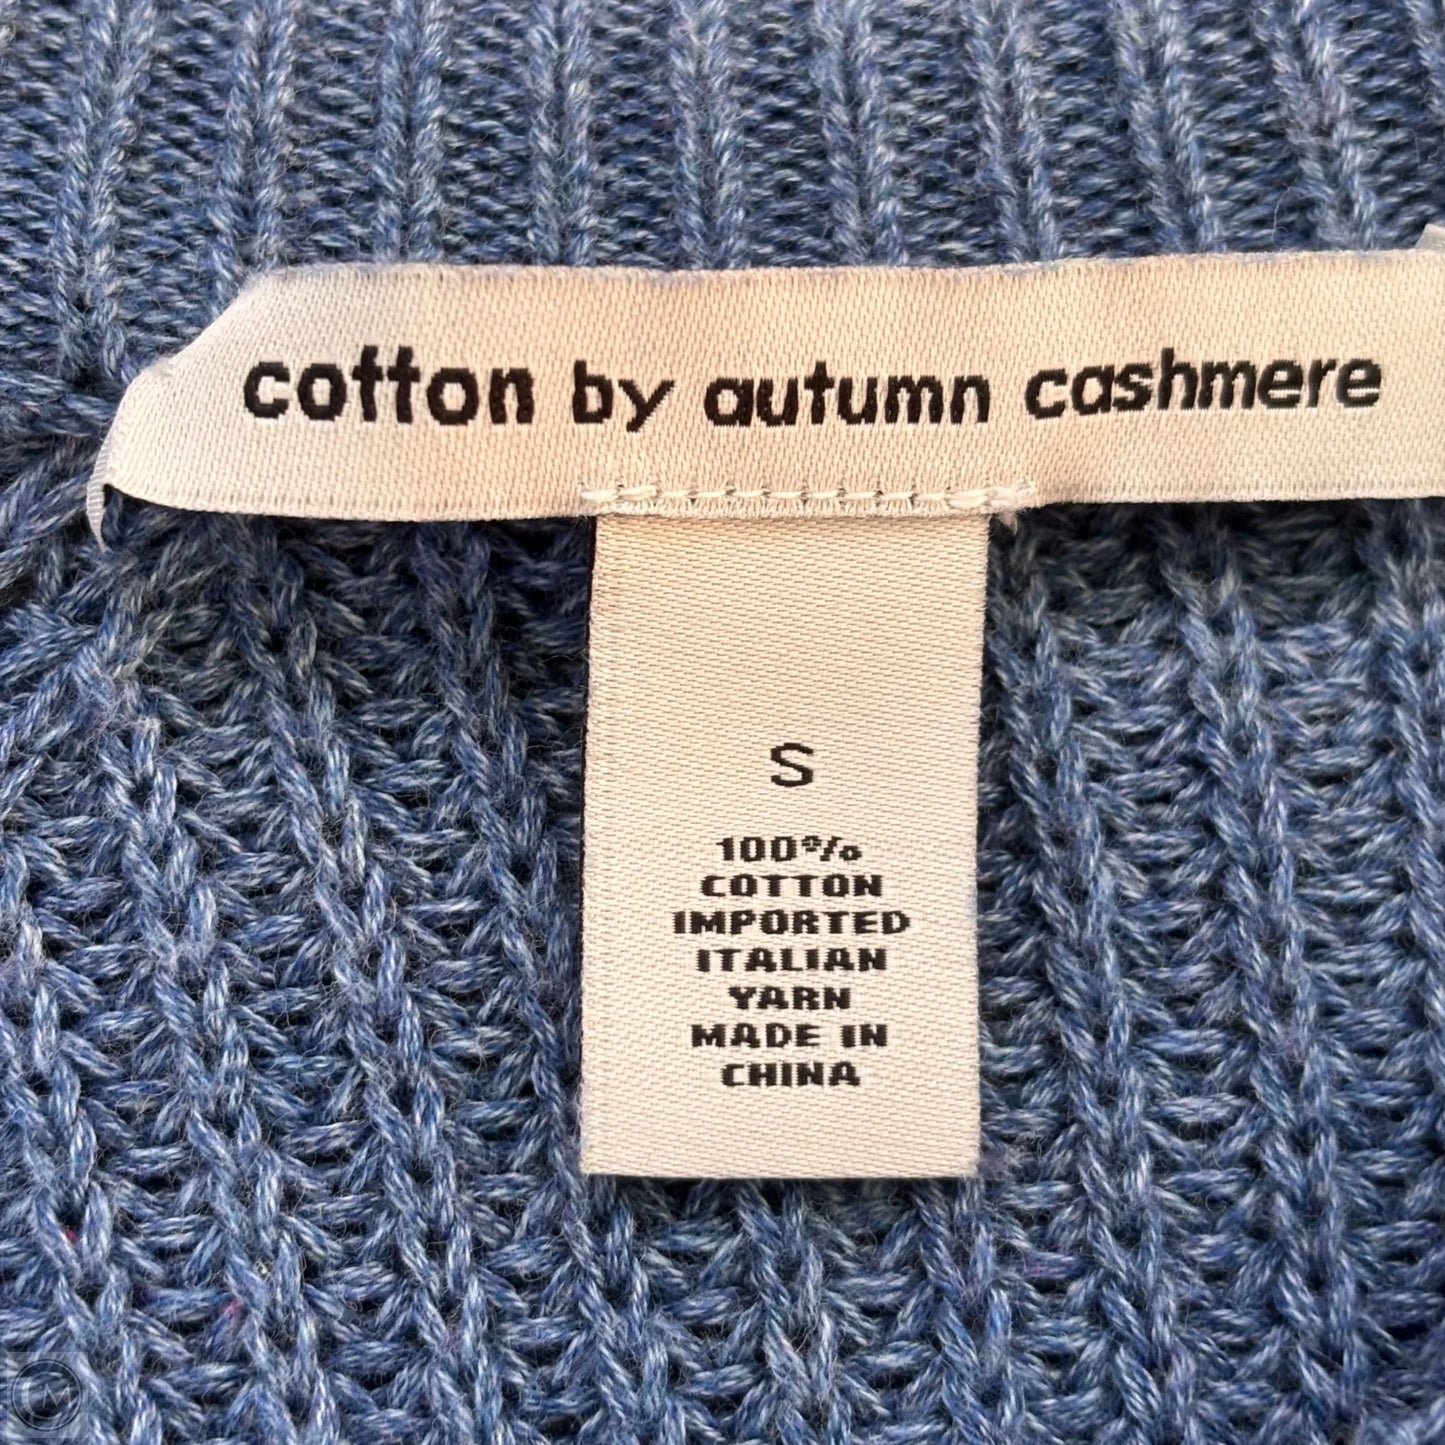 cotton by autumn cashmere
S
100%
COTTON
IMPORTED
ITALIAN
YARN
MADE IN
CHINA